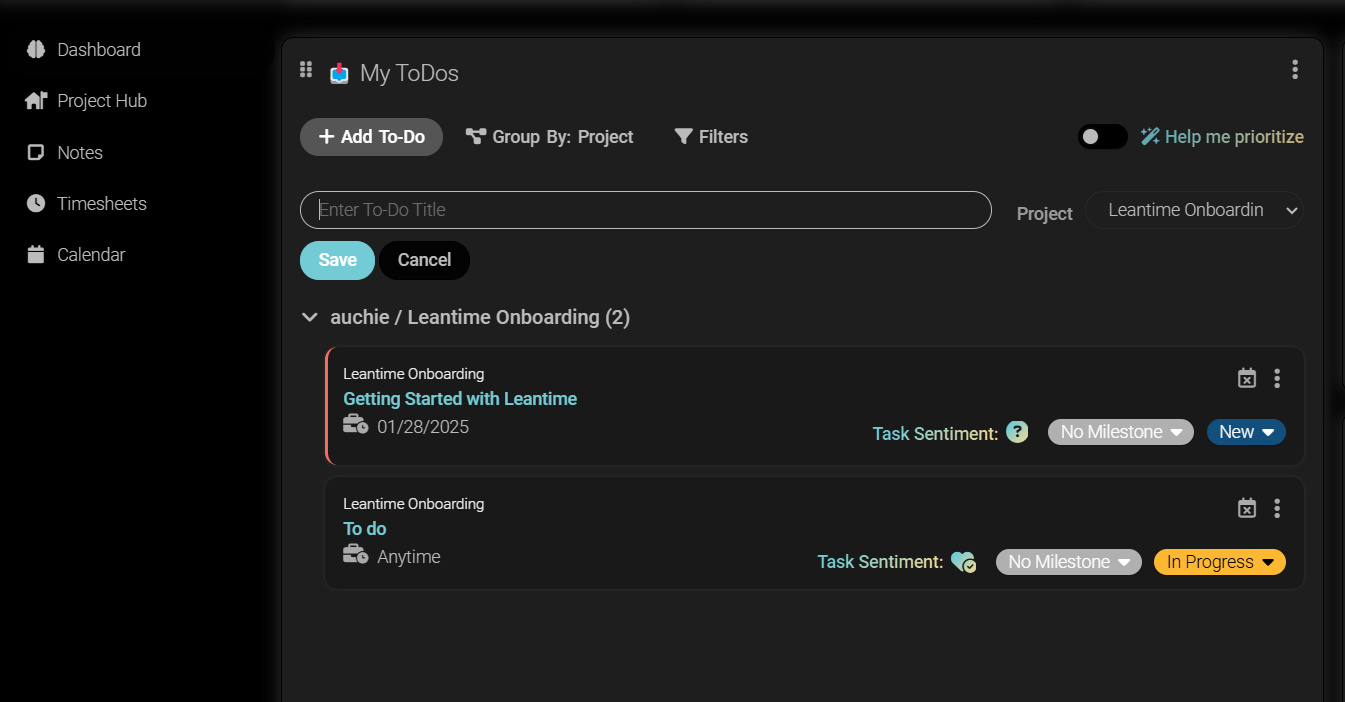 Dashboard
Project Hub
Notes
Timesheets
Calendar
My ToDos
+ Add To-Do
Group By: Project
Filters
Help me prioritize
Enter To-Do Title
Project
Leantime Onboardin
Save
Cancel
auchie / Leantime Onboarding (2)
Leantime Onboarding
Getting Started with Leantime
01/28/2025
Task Sentiment: ?
No Milestone
New
Leantime Onboarding
To do
Anytime
Task Sentiment:
No Milestone
In Progress